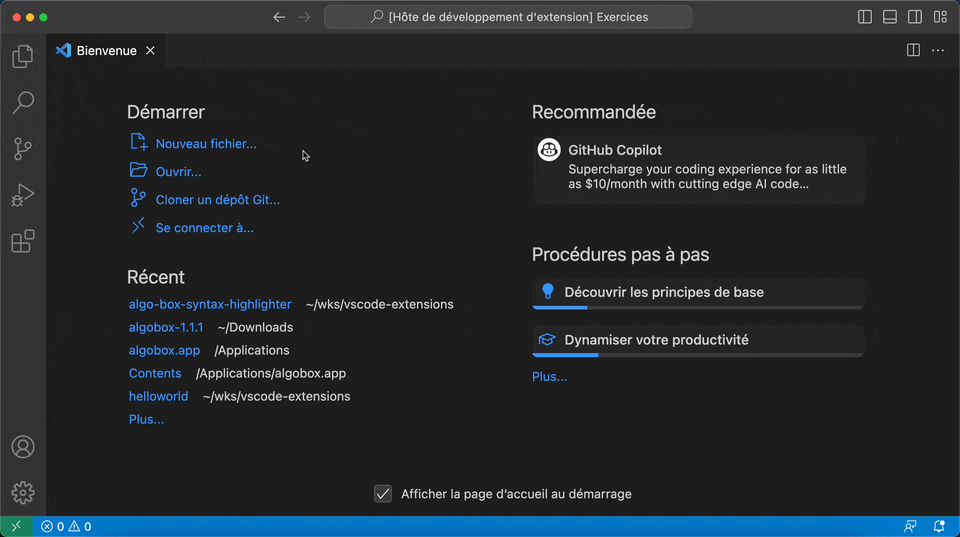 [Hôte de développement d'extension] Exercices
Bienvenue
Démarrer
Nouveau fichier...
Ouvrir...
Cloner un dépôt Git...
Se connecter à...
Récent
algo-box-syntax-highlighter ~/wks/vscode-extensions
algobox-1.1.1 ~/Downloads
algobox.app /Applications
Contents /Applications/algobox.app
helloworld ~/wks/vscode-extensions
Plus...
Recommandée
GitHub Copilot
Supercharge your coding experience for as little
as $10/month with cutting edge AI code...
Procédures pas à pas
Découvrir les principes de base
Dynamiser votre productivité
Plus...
Afficher la page d’accueil au démarrage
0 0